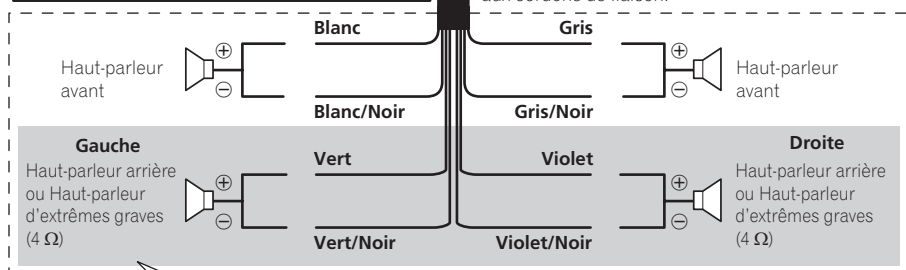 aux cordons de liaison.
Blanc
Gris
Haut-parleur
avant
⊕
⊖
⊕
⊖
Haut-parleur
avant
Blanc/Noir
Gris/Noir
Gauche
Haut-parleur arrière
ou Haut-parleur
d'extrêmes graves
(4 Ω)
Vert
Violet
⊕
⊖
⊕
⊖
Droite
Haut-parleur arrière
ou Haut-parleur
d'extrêmes graves
(4 Ω)
Vert/Noir
Violet/Noir